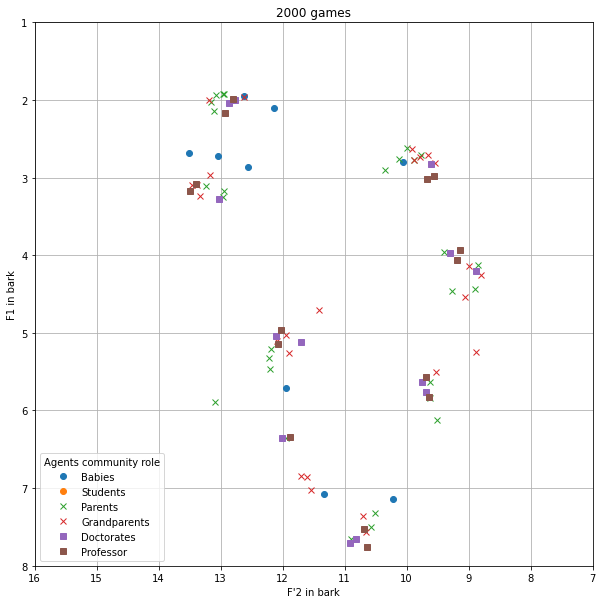 2000 games
1
2
3
4
5
6
7
8
F1 in bark
Agents community role
Babies
Students
Parents
Grandparents
Doctorates
Professor
16 15 14 13 12 11 10 9 8 7
F'2 in bark